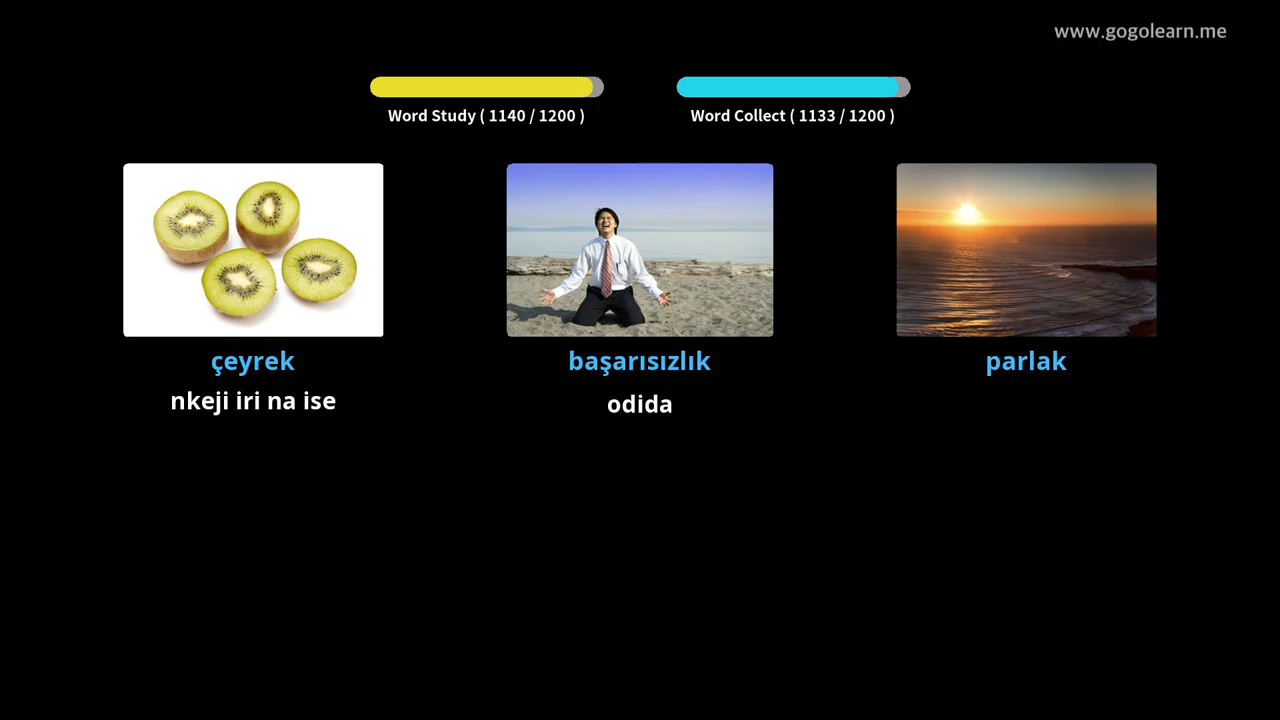 www.gogolearn.me
Word Study ( 1140 / 1200 )
Word Collect ( 1133 / 1200 )
çeyrek
başarısızlık
parlak
nkeji iri na ise
odida